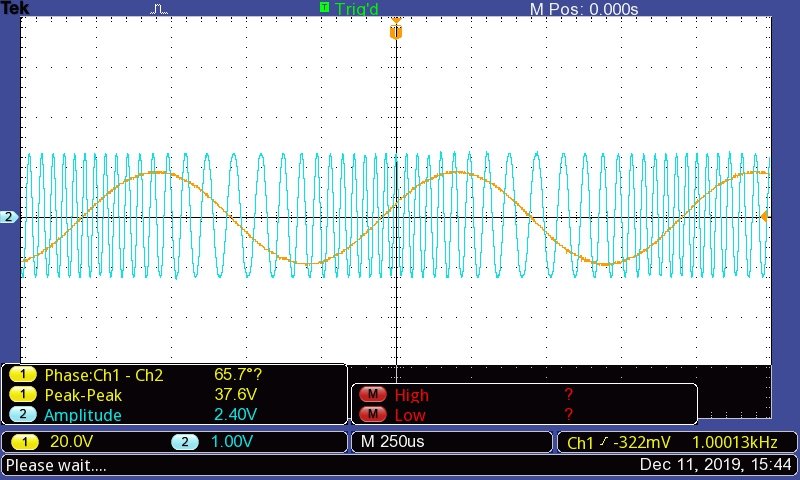 Tek T Trig'd M Pos: 0.000s
T
2
1 Phase:Ch1 - Ch2 65.7°?
1 Peak-Peak 37.6V M High ?
2 Amplitude 2.40V M Low ?
1 20.0V 2 1.00V M 250us Ch1 -322mV 1.00013kHz
Please wait.... Dec 11, 2019, 15:44